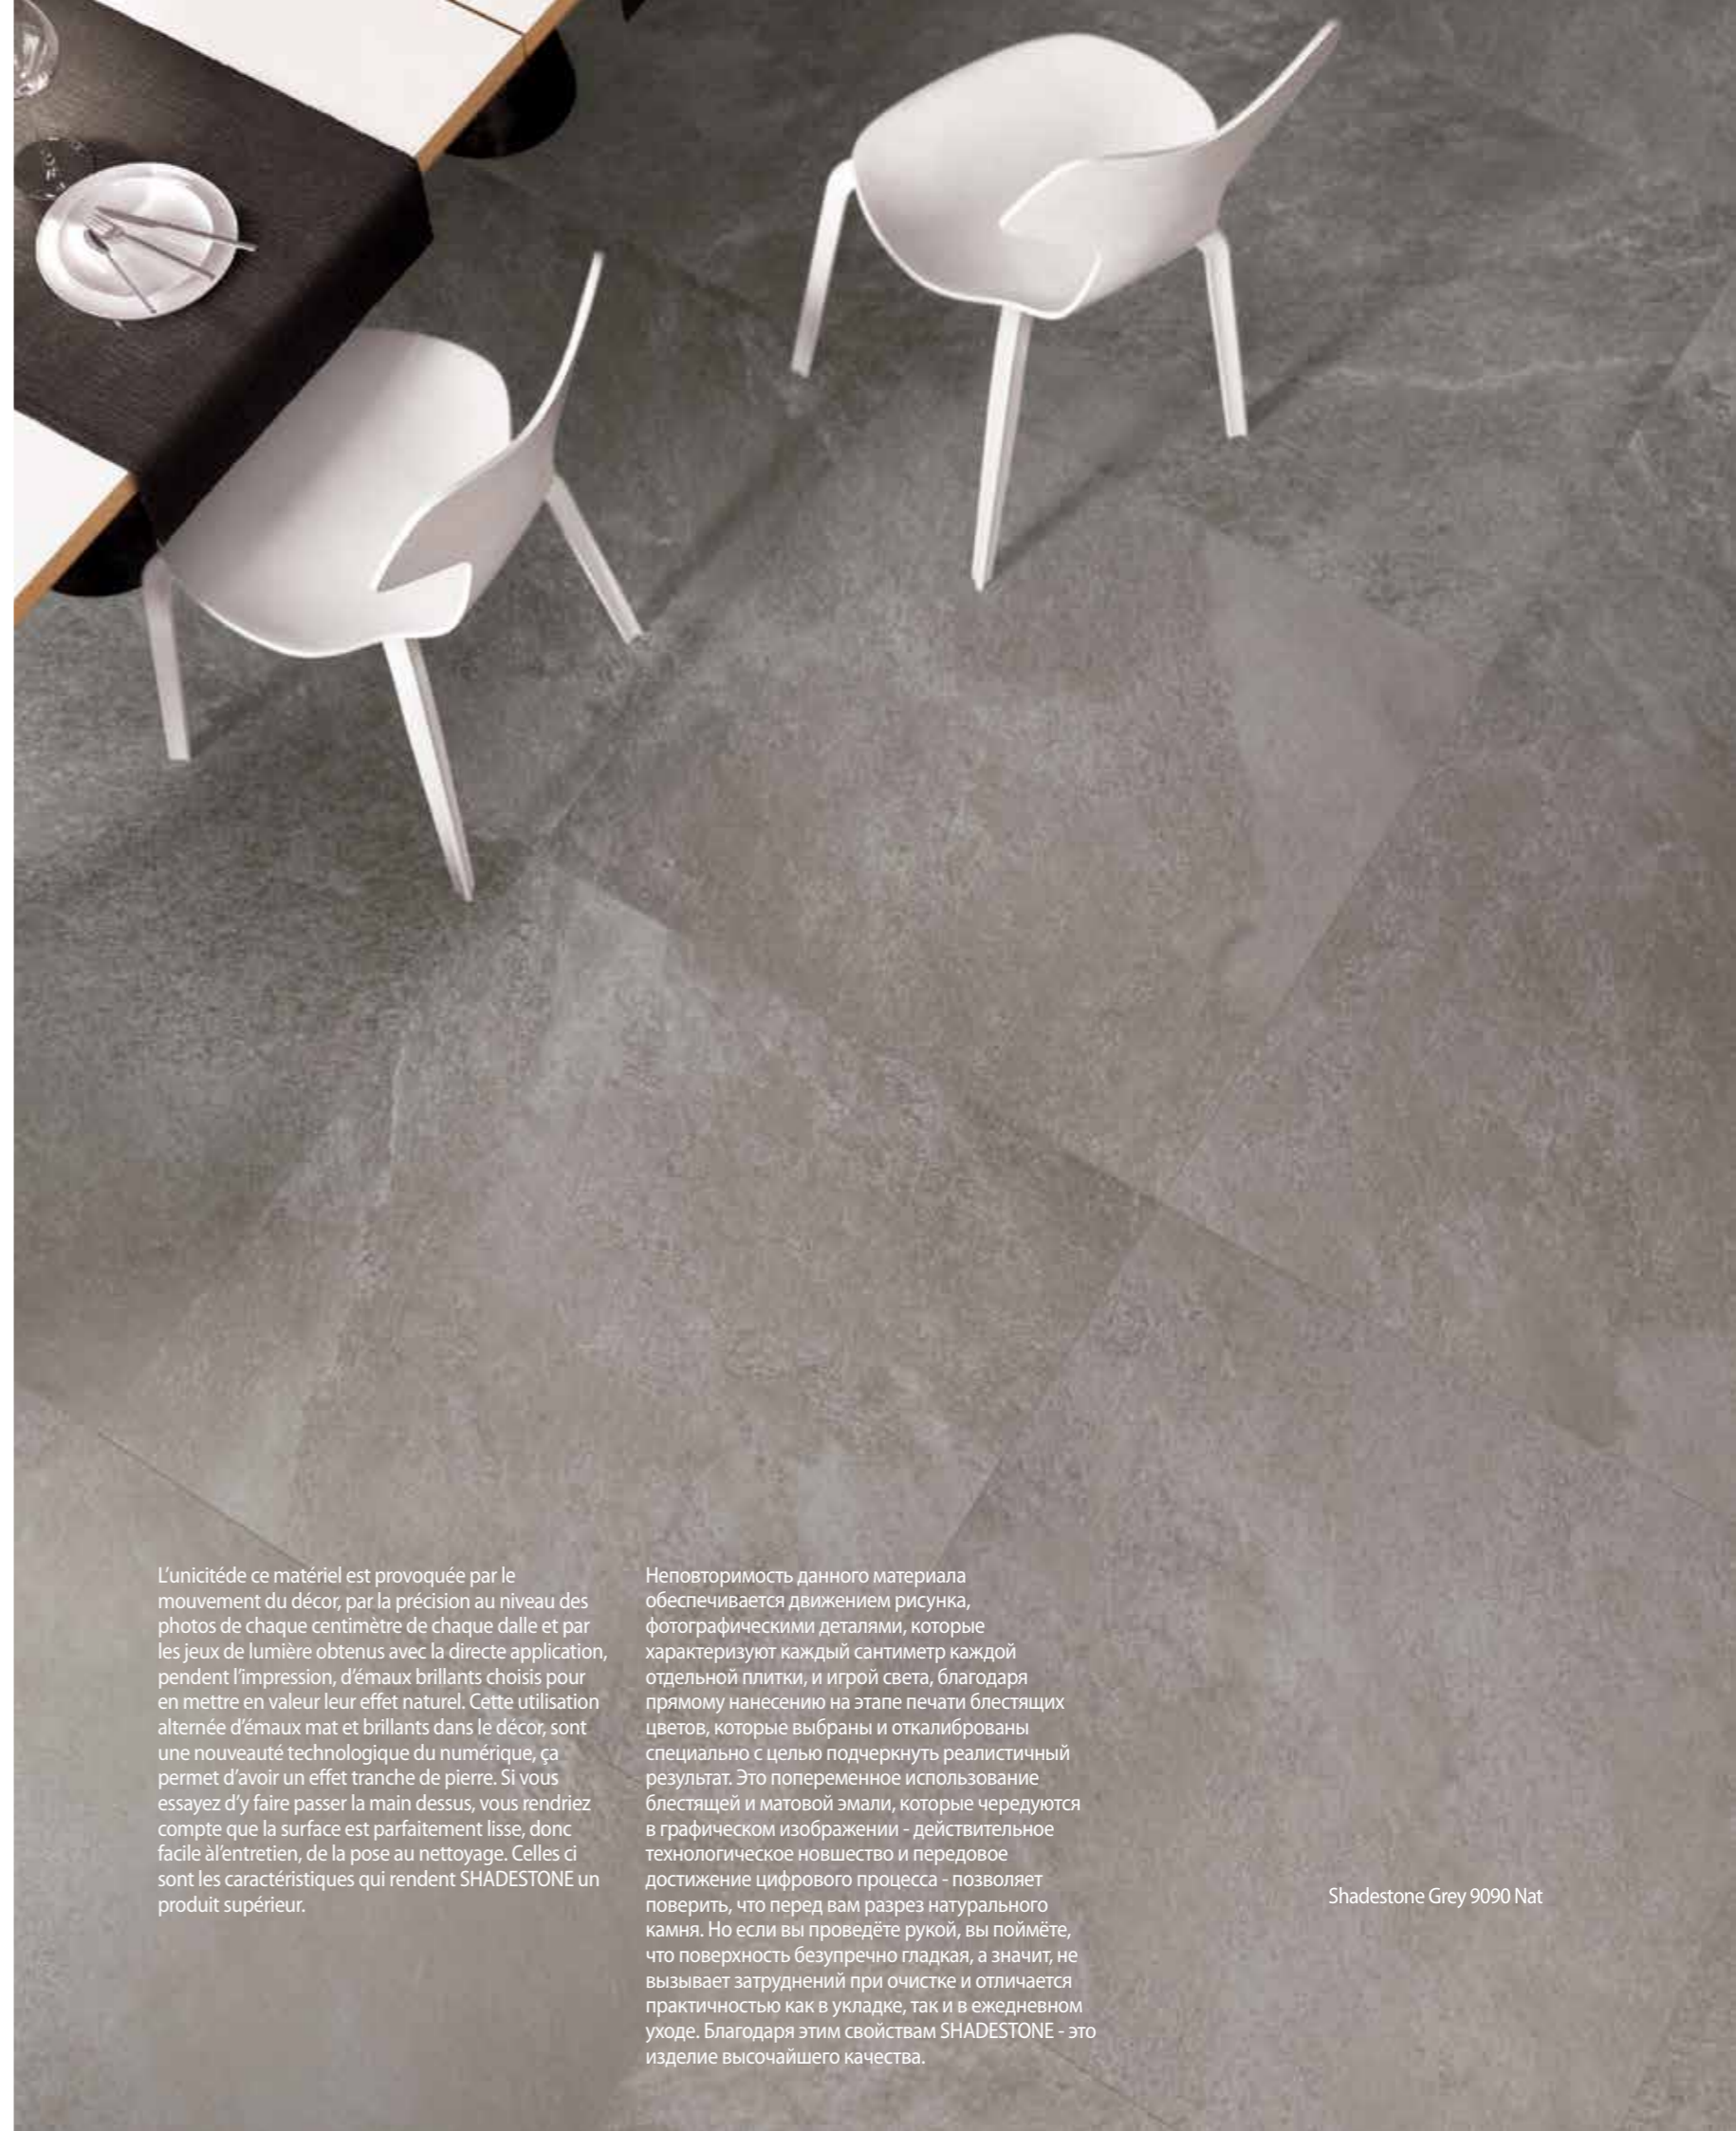 L'unicitéde ce matériel est provoquée par le
mouvement du décor, par la précision au niveau des
photos de chaque centimètre de chaque dalle et par
les jeux de lumière obtenus avec la directe application,
pendent l'impression, d'émaux brillants choisis pour
en mettre en valeur leur effet naturel. Cette utilisation
alternée d'émaux mat et brillants dans le décor, sont
une nouveauté technologique du numérique, ça
permet d'avoir un effet tranche de pierre. Si vous
essayez d'y faire passer la main dessus, vous rendriez
compte que la surface est parfaitement lisse, donc
facile àl'entretien, de la pose au nettoyage. Celles ci
sont les caractéristiques qui rendent SHADESTONE un
produit supérieur.
Неповторимость данного материала
обеспечивается движением рисунка,
фотографическими деталями, которые
характеризуют каждый сантиметр каждой
отдельной плитки, и игрой света, благодаря
прямому нанесению на этапе печати блестящих
цветов, которые выбраны и откалиброваны
специально с целью подчеркнуть реалистичный
результат. Это попеременное использование
блестящей и матовой эмали, которые чередуются
в графическом изображении - действительное
технологическое новшество и передовое
достижение цифрового процесса - позволяет
поверить, что перед вам разрез натурального
камня. Но если вы проведёте рукой, вы поймёте,
что поверхность безупречно гладкая, а значит, не
вызывает затруднений при очистке и отличается
практичностью как в укладке, так и в ежедневном
уходе. Благодаря этим свойствам SHADESTONE - это
изделие высочайшего качества.
Shadestone Grey 9090 Nat